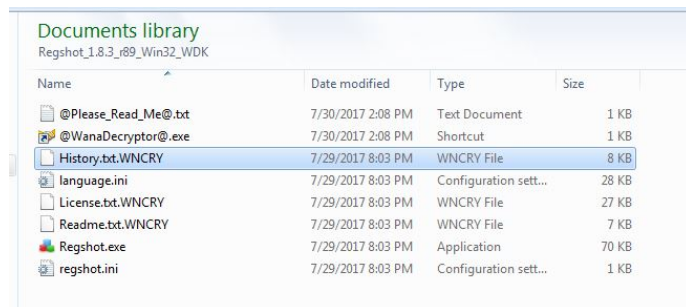 Documents library
Regshot_1.8.3_r89_Win32_WDK
Name Date modified Type Size
@Please_Read_Me@.txt 7/30/2017 2:08 PM Text Document 1 KB
@WanaDecryptor@.exe 7/30/2017 2:08 PM Shortcut 1 KB
History.txt.WNCRY 7/29/2017 8:03 PM WNCRY File 8 KB
language.ini 7/29/2017 8:03 PM Configuration sett... 28 KB
License.txt.WNCRY 7/29/2017 8:03 PM WNCRY File 27 KB
Readme.txt.WNCRY 7/29/2017 8:03 PM WNCRY File 7 KB
Regshot.exe 7/29/2017 8:03 PM Application 70 KB
regshot.ini 7/29/2017 8:03 PM Configuration sett... 1 KB